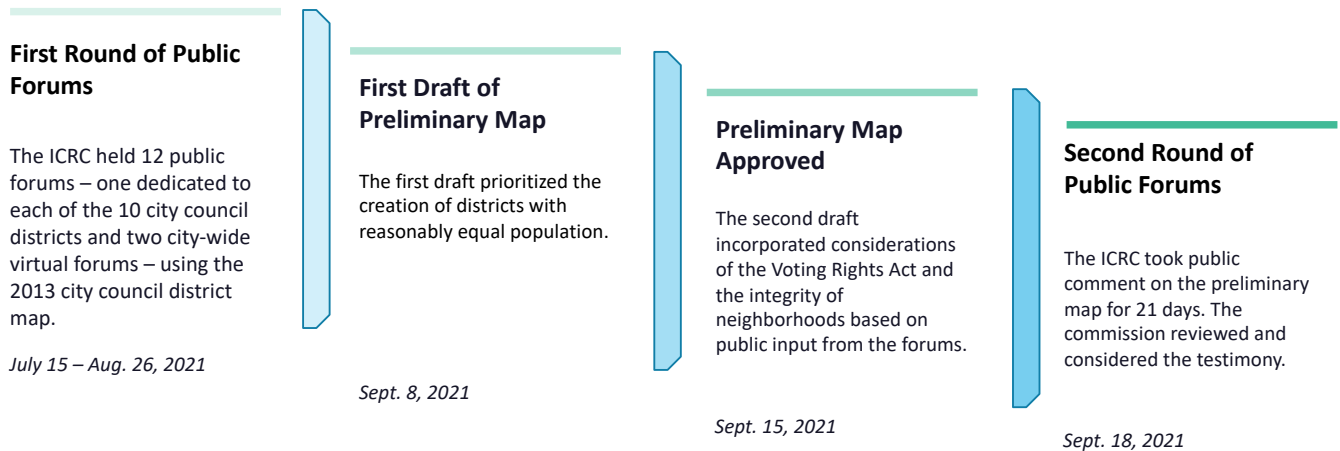 First Round of Public
Forums
The ICRC held 12 public
forums – one dedicated to
each of the 10 city council
districts and two city-wide
virtual forums – using the
2013 city council district
map.
July 15 – Aug. 26, 2021
First Draft of
Preliminary Map
The first draft prioritized the
creation of districts with
reasonably equal population.
Sept. 8, 2021
Preliminary Map
Approved
The second draft
incorporated considerations
of the Voting Rights Act and
the integrity of
neighborhoods based on
public input from the forums.
Sept. 15, 2021
Second Round of
Public Forums
The ICRC took public
comment on the preliminary
map for 21 days. The
commission reviewed and
considered the testimony.
Sept. 18, 2021